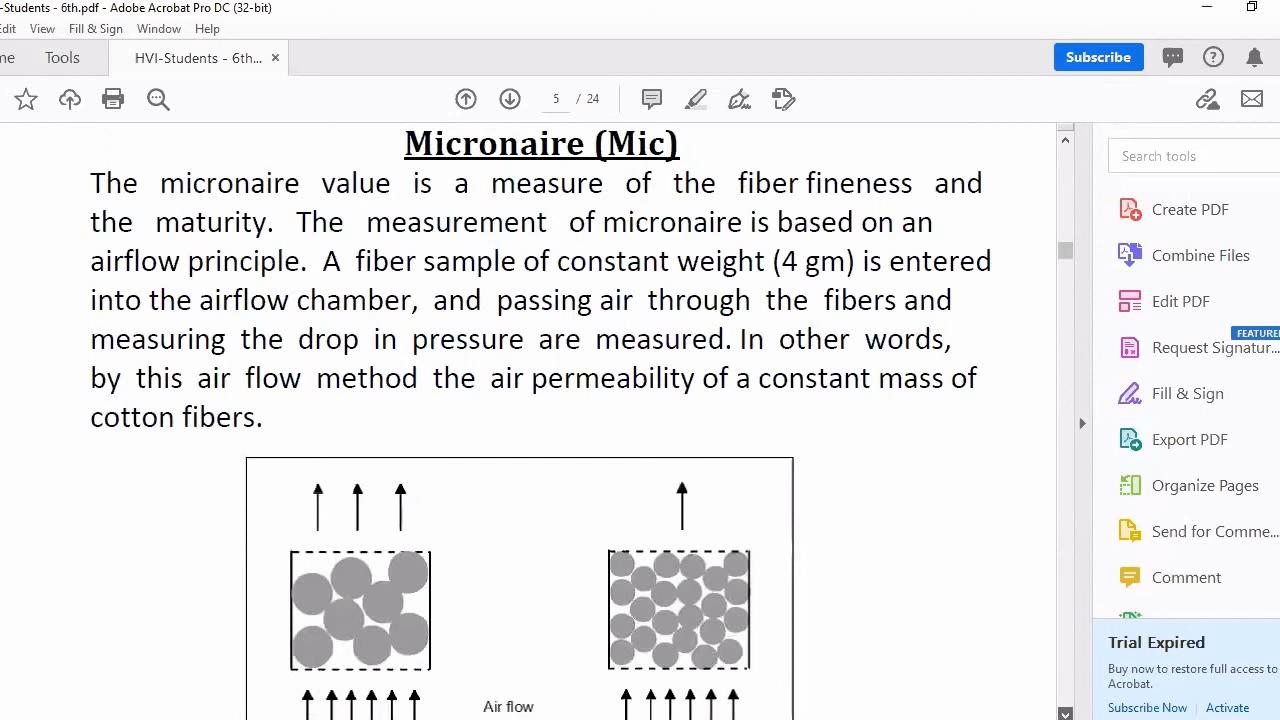 -Students - 6th.pdf - Adobe Acrobat Pro DC (32-bit)
Edit View Fill & Sign Window Help
me Tools HVI-Students - 6th... ×
Subscribe
5 / 24
Micronaire (Mic)
The micronaire value is a measure of the fiber fineness and
the maturity. The measurement of micronaire is based on an
airflow principle. A fiber sample of constant weight (4 gm) is entered
into the airflow chamber, and passing air through the fibers and
measuring the drop in pressure are measured. In other words,
by this air flow method the air permeability of a constant mass of
cotton fibers.
Air flow
Search tools
Create PDF
Combine Files
Edit PDF
FEATURED
Request Signatur...
Fill & Sign
Export PDF
Organize Pages
Send for Comme...
Comment
Trial Expired
Buy now to restore full access to
Acrobat.
Subscribe Now Activate